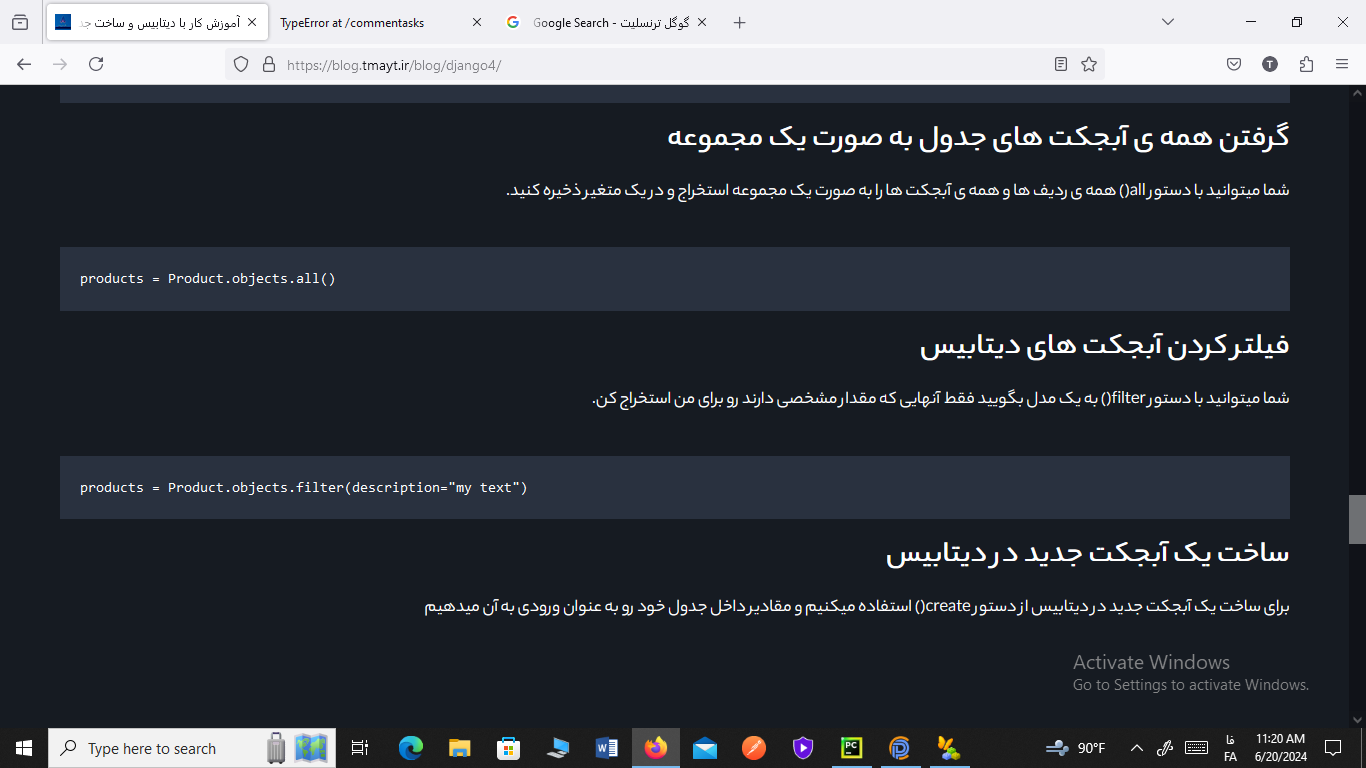 آموزش کار با دیتابیس و ساخت جد
TypeError at /commentasks
گوگل ترنسلیت - Google Search
https://blog.tmayt.ir/blog/django4/
T
گرفتن همه ی آبجکت های جدول به صورت یک مجموعه
شما میتوانید با دستور all() همه ی ردیف ها و همه ی آبجکت ها را به صورت یک مجموعه استخراج و در یک متغیر ذخیره کنید.
products = Product.objects.all()
فیلتر کردن آبجکت های دیتابیس
شما میتوانید با دستور filter() به یک مدل بگویید فقط آنهایی که مقدار مشخصی دارند رو برای من استخراج کن.
products = Product.objects.filter(description="my text")
ساخت یک آبجکت جدید در دیتابیس
برای ساخت یک آبجکت جدید در دیتابیس از دستور create() استفاده میکنیم و مقادیر داخل جدول خود رو به عنوان ورودی به آن میدهیم
Activate Windows
Go to Settings to activate Windows.
Type here to search
PC
90°F
فا
FA
11:20 AM
6/20/2024